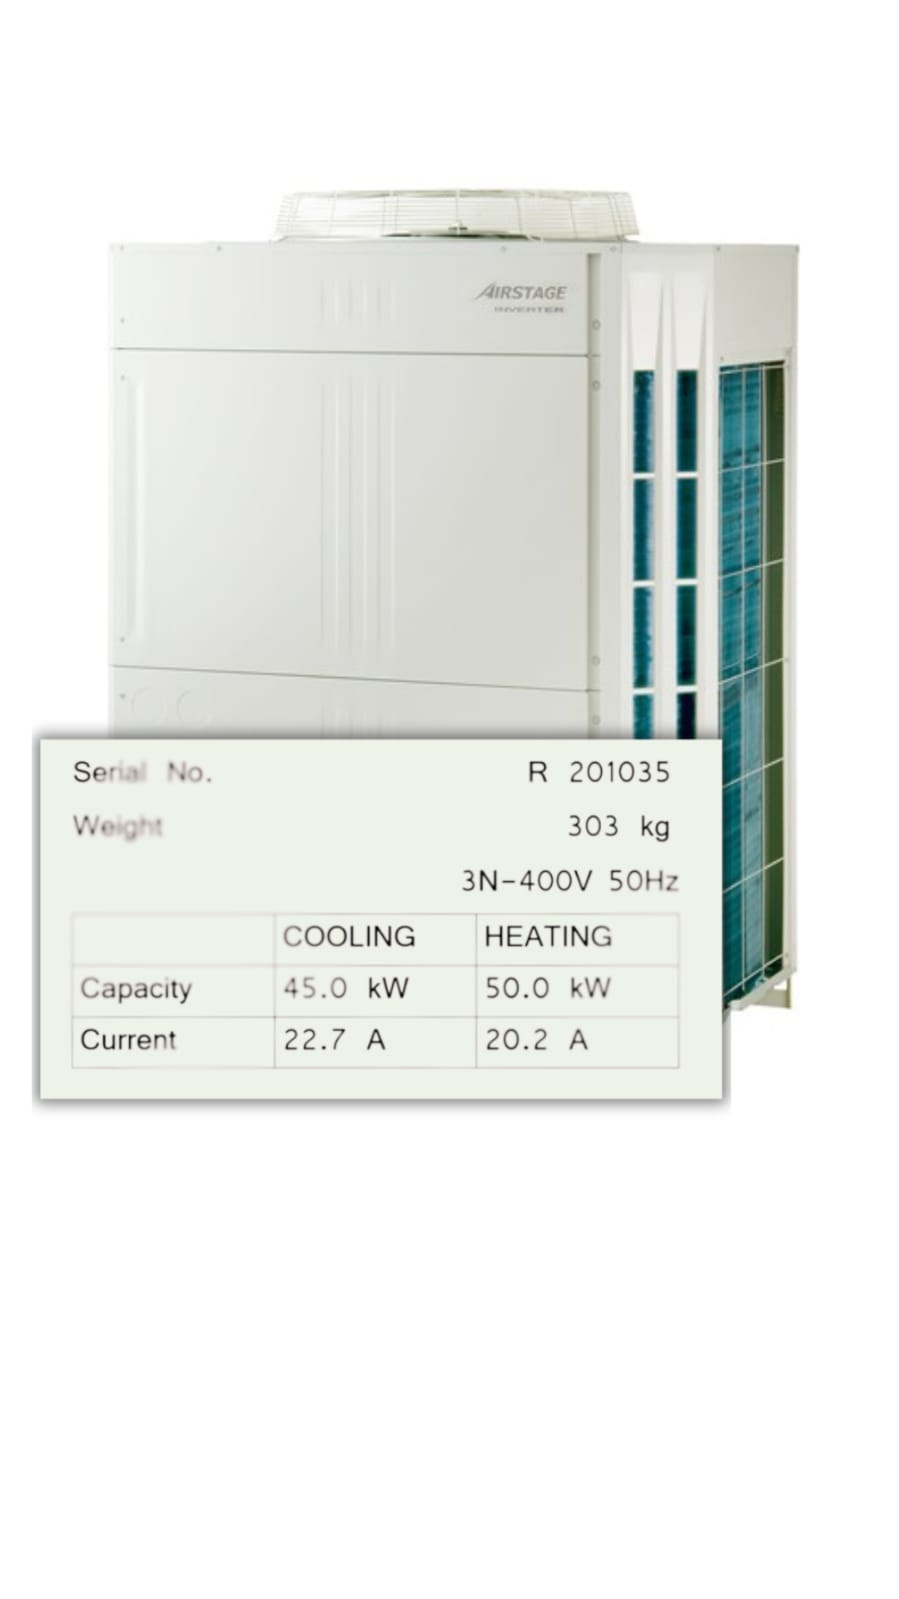 AIRSTAGE
INVERTER
Serial No. R 201035
Weight 303 kg
3N-400V 50Hz
COOLING HEATING
Capacity 45.0 kW 50.0 kW
Current 22.7 A 20.2 A